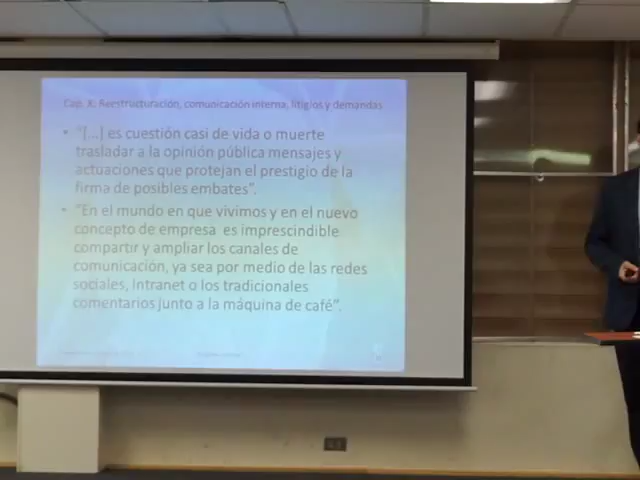 Cap. X. Reestructuración, comunicación interna, litigios y demandas
• "[...] es cuestión casi de vida o muerte
trasladar a la opinión pública mensajes y
actuaciones que protejan el prestigio de la
firma de posibles embates".
• "En el mundo en que vivimos y en el nuevo
concepto de empresa es imprescindible
compartir y ampliar los canales de
comunicación, ya sea por medio de las redes
sociales, Intranet o los tradicionales
comentarios junto a la máquina de café".